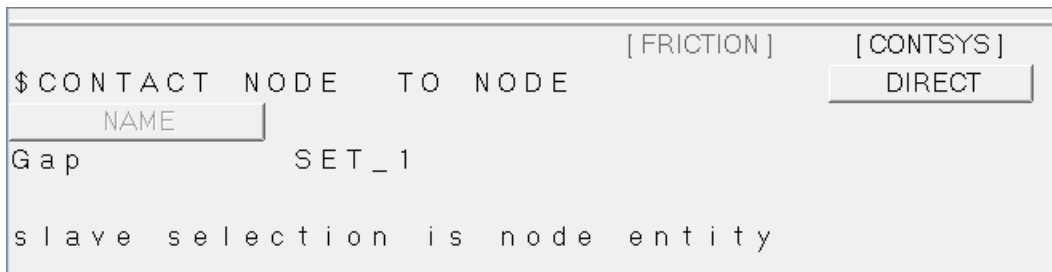 [FRICTION] [CONTSYS]
$CONTACT NODE TO NODE DIRECT
NAME
Gap SET_1
slave selection is node entity